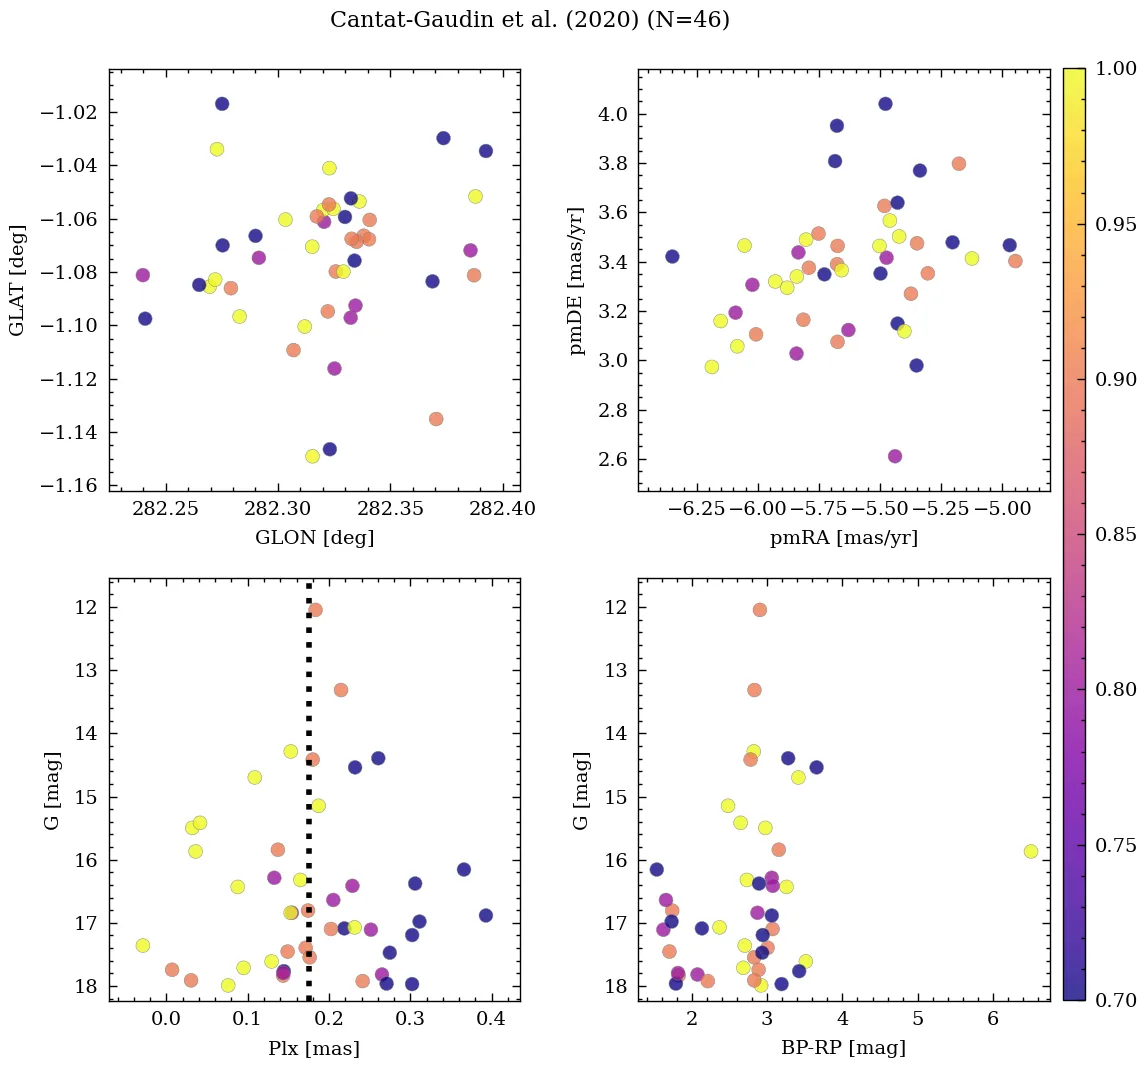 Cantat-Gaudin et al. (2020) (N=46)
GLAT [deg]
−1.02
−1.04
−1.06
−1.08
−1.10
−1.12
−1.14
−1.16
282.25 282.30 282.35 282.40
GLON [deg]
pmDE [mas/yr]
4.0
3.8
3.6
3.4
3.2
3.0
2.8
2.6
−6.25 −6.00 −5.75 −5.50 −5.25 −5.00
pmRA [mas/yr]
1.00
0.95
0.90
0.85
0.80
0.75
0.70
G [mag]
12
13
14
15
16
17
18
0.0 0.1 0.2 0.3 0.4
Plx [mas]
G [mag]
12
13
14
15
16
17
18
2 3 4 5 6
BP-RP [mag]